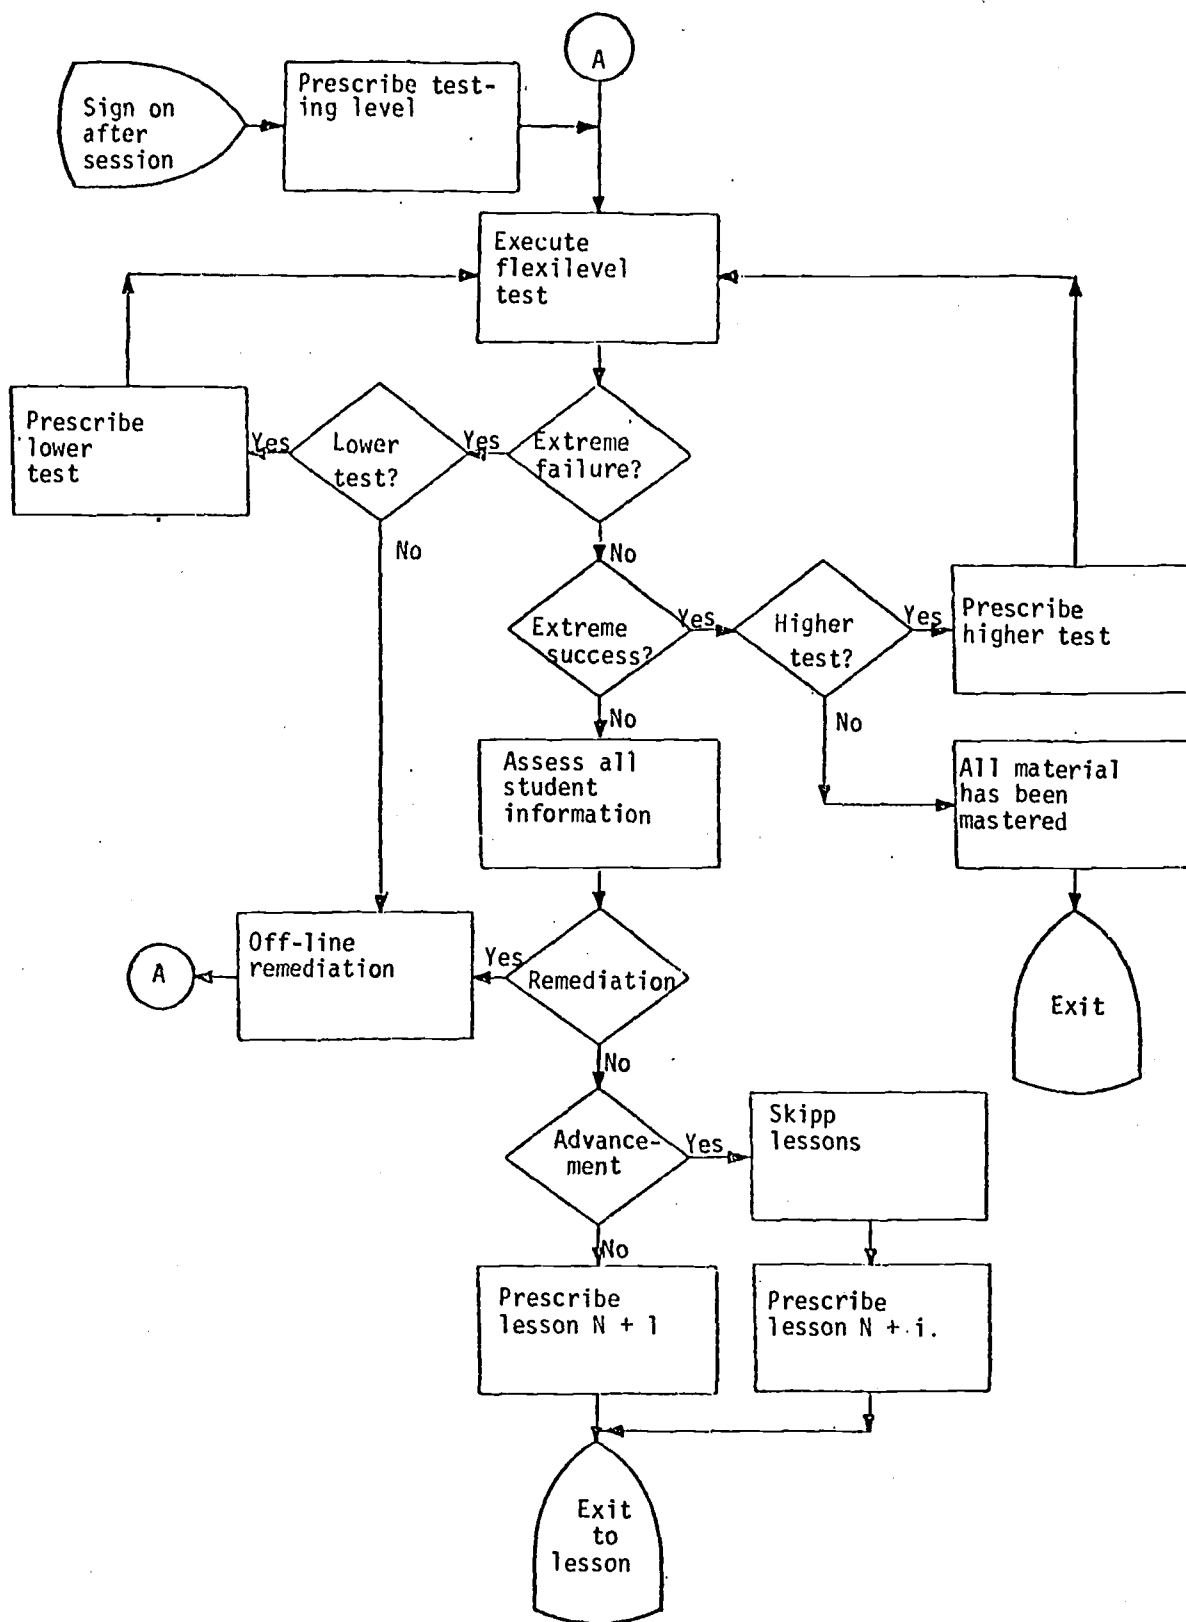 A
Sign on
after
session
Prescribe test-
ing level
Execute
flexilevel
test
Prescribe
lower
test
Yes
Lower
test?
Yes
Extreme
failure?
No
No
Extreme
success?
Yes
Higher
test?
Yes
Prescribe
higher test
No
No
Assess all
student
information
All material
has been
mastered
A
Off-line
remediation
Yes
Remediation
Exit
No
Advance-
ment
Yes
Skipp
lessons
No
Prescribe
lesson N + 1
Prescribe
lesson N + i.
Exit
to
lesson